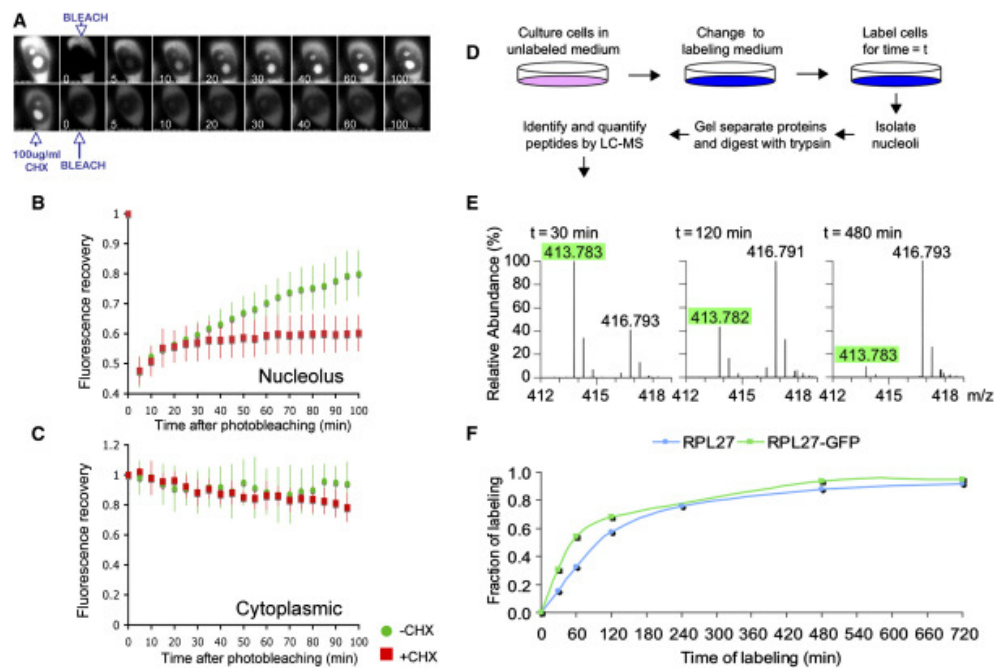 A
BLEACH
0 5 10 20 30 40 60 100
0 5 10 20 30 40 60 100
100ug/ml
CHX
BLEACH
B
Fluorescence recovery
1
0.9
0.8
0.7
0.6
0.5
0.4
0 10 20 30 40 50 60 70 80 90 100
Nucleolus
Time after photobleaching (min)
C
Fluorescence recovery
1.2
1
0.8
0.6
0.4
0.2
0
0 10 20 30 40 50 60 70 80 90 100
Cytoplasmic
Time after photobleaching (min)
-CHX
+CHX
D
Culture cells in
unlabeled medium
Change to
labeling medium
Label cells
for time = t
Isolate
nucleoli
Gel separate proteins
and digest with trypsin
Identify and quantify
peptides by LC-MS
E
Relative Abundance (%)
100
80
60
40
20
0
t = 30 min
413.783
416.793
412 415 418
t = 120 min
416.791
413.782
412 415 418
t = 480 min
416.793
413.783
412 415 418 m/z
F
RPL27 RPL27-GFP
Fraction of labeling
1.0
0.8
0.6
0.4
0.2
0.0
0 60 120 180 240 300 360 420 480 540 600 660 720
Time of labeling (min)